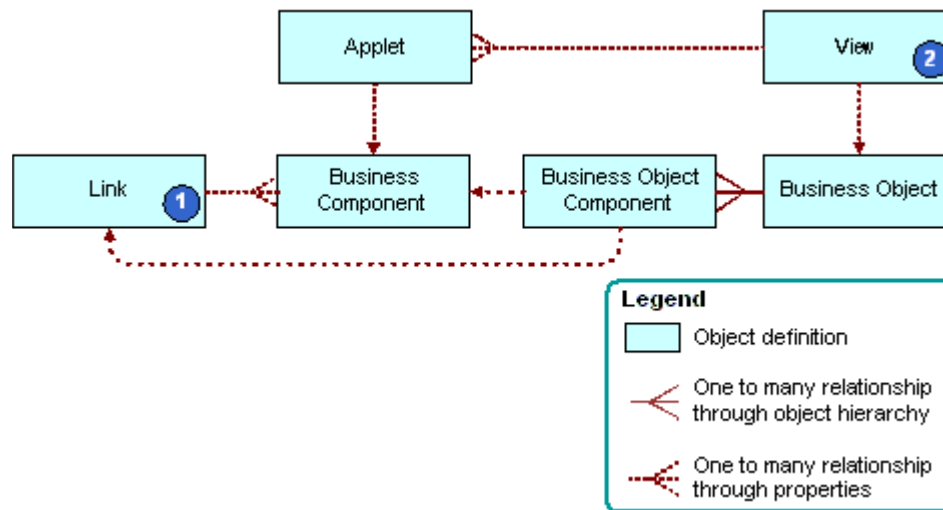 Applet
View
2
Link
1
Business
Component
Business Object
Component
Business Object
Legend
Object definition
One to many relationship
through object hierarchy
One to many relationship
through properties